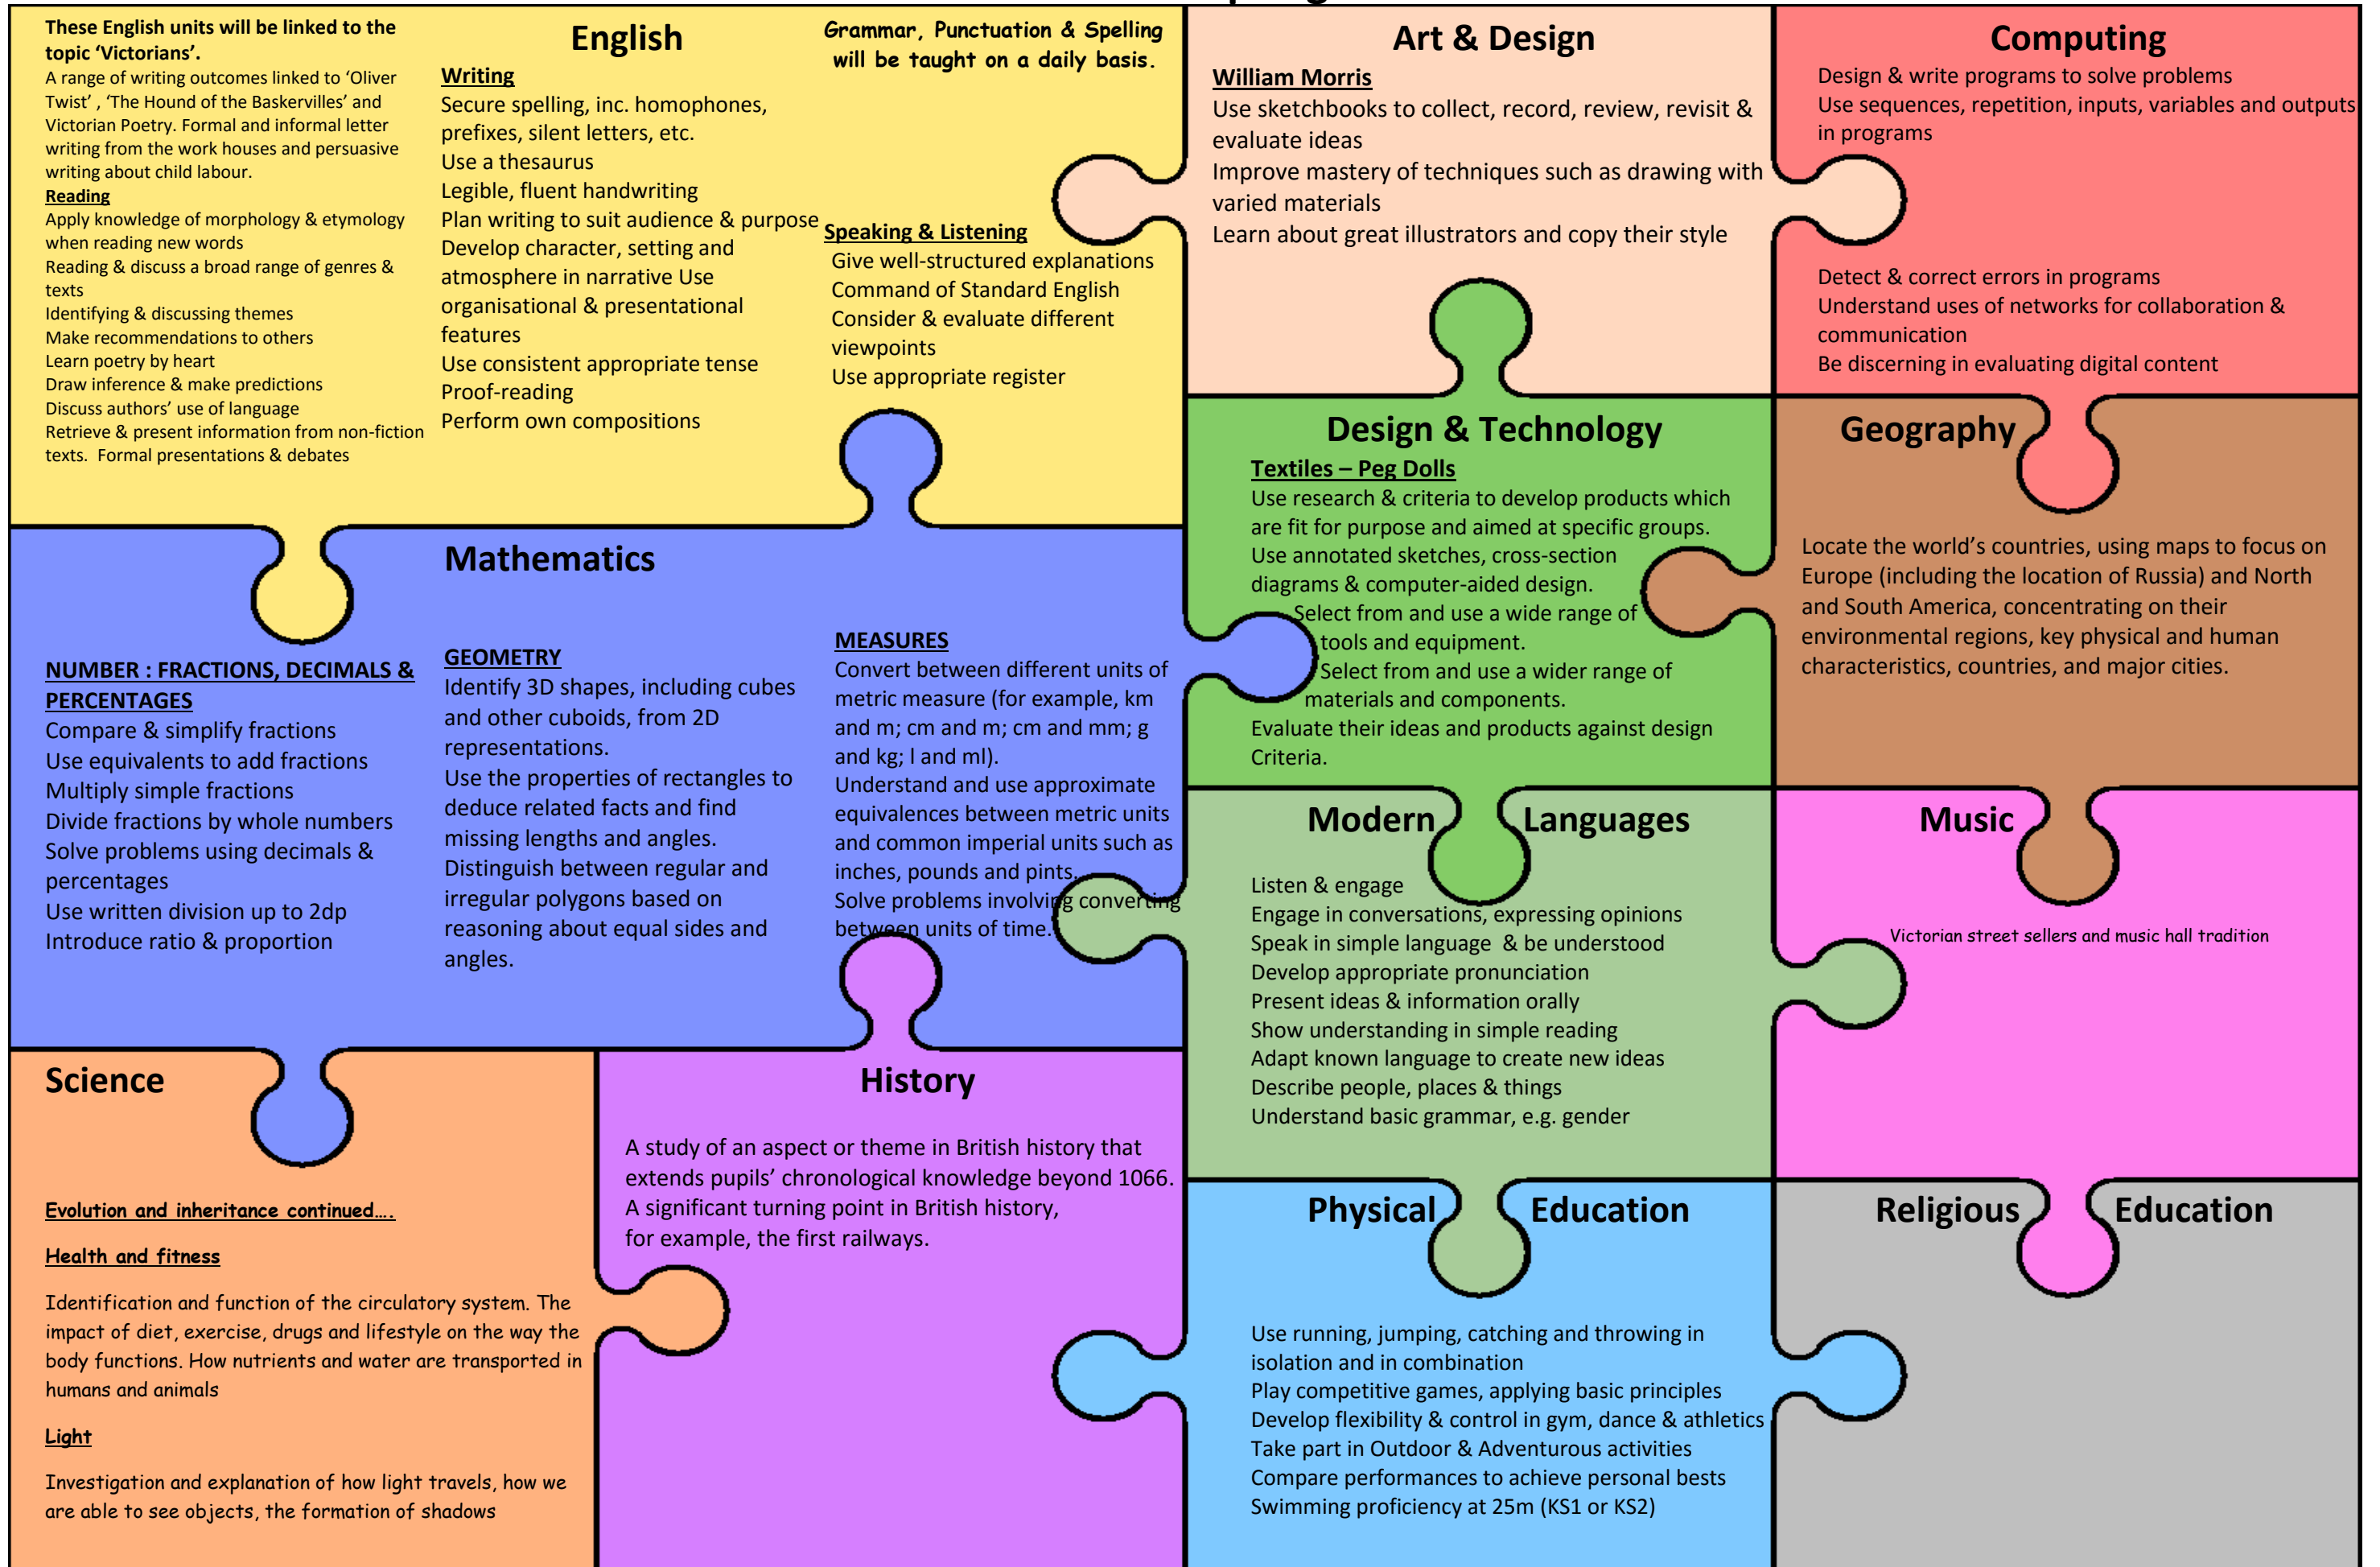 These English units will be linked to the
topic ‘Victorians’.
A range of writing outcomes linked to ‘Oliver
Twist’ , ‘The Hound of the Baskervilles’ and
Victorian Poetry. Formal and informal letter
writing from the work houses and persuasive
writing about child labour.
Reading
Apply knowledge of morphology & etymology
when reading new words
Reading & discuss a broad range of genres &
texts
Identifying & discussing themes
Make recommendations to others
Learn poetry by heart
Draw inference & make predictions
Discuss authors’ use of language
Retrieve & present information from non-fiction
texts. Formal presentations & debates
English
Writing
Secure spelling, inc. homophones,
prefixes, silent letters, etc.
Use a thesaurus
Legible, fluent handwriting
Plan writing to suit audience & purpose
Develop character, setting and
atmosphere in narrative Use
organisational & presentational
features
Use consistent appropriate tense
Proof-reading
Perform own compositions
Grammar, Punctuation & Spelling
will be taught on a daily basis.
Speaking & Listening
Give well-structured explanations
Command of Standard English
Consider & evaluate different
viewpoints
Use appropriate register
Art & Design
William Morris
Use sketchbooks to collect, record, review, revisit &
evaluate ideas
Improve mastery of techniques such as drawing with
varied materials
Learn about great illustrators and copy their style
Computing
Design & write programs to solve problems
Use sequences, repetition, inputs, variables and outputs
in programs
Detect & correct errors in programs
Understand uses of networks for collaboration &
communication
Be discerning in evaluating digital content
Design & Technology
Textiles – Peg Dolls
Use research & criteria to develop products which
are fit for purpose and aimed at specific groups.
Use annotated sketches, cross-section
diagrams & computer-aided design.
Select from and use a wide range of
tools and equipment.
Select from and use a wider range of
materials and components.
Evaluate their ideas and products against design
Criteria.
Geography
Locate the world’s countries, using maps to focus on
Europe (including the location of Russia) and North
and South America, concentrating on their
environmental regions, key physical and human
characteristics, countries, and major cities.
Mathematics
NUMBER : FRACTIONS, DECIMALS &
PERCENTAGES
Compare & simplify fractions
Use equivalents to add fractions
Multiply simple fractions
Divide fractions by whole numbers
Solve problems using decimals &
percentages
Use written division up to 2dp
Introduce ratio & proportion
GEOMETRY
Identify 3D shapes, including cubes
and other cuboids, from 2D
representations.
Use the properties of rectangles to
deduce related facts and find
missing lengths and angles.
Distinguish between regular and
irregular polygons based on
reasoning about equal sides and
angles.
MEASURES
Convert between different units of
metric measure (for example, km
and m; cm and m; cm and mm; g
and kg; l and ml).
Understand and use approximate
equivalences between metric units
and common imperial units such as
inches, pounds and pints.
Solve problems involving converting
between units of time.
Modern Languages
Listen & engage
Engage in conversations, expressing opinions
Speak in simple language & be understood
Develop appropriate pronunciation
Present ideas & information orally
Show understanding in simple reading
Adapt known language to create new ideas
Describe people, places & things
Understand basic grammar, e.g. gender
Music
Victorian street sellers and music hall tradition
Science
Evolution and inheritance continued….
Health and fitness
Identification and function of the circulatory system. The
impact of diet, exercise, drugs and lifestyle on the way the
body functions. How nutrients and water are transported in
humans and animals
Light
Investigation and explanation of how light travels, how we
are able to see objects, the formation of shadows
History
A study of an aspect or theme in British history that
extends pupils’ chronological knowledge beyond 1066.
A significant turning point in British history,
for example, the first railways.
Physical Education
Use running, jumping, catching and throwing in
isolation and in combination
Play competitive games, applying basic principles
Develop flexibility & control in gym, dance & athletics
Take part in Outdoor & Adventurous activities
Compare performances to achieve personal bests
Swimming proficiency at 25m (KS1 or KS2)
Religious Education